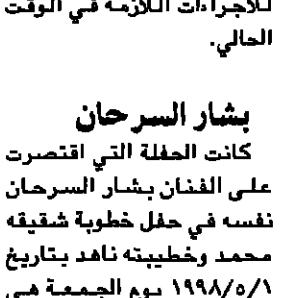 للاجراءات اللازمة في الوقت
الحالي.
بشار السرحان
كانت الحفلة التي اقتصرت
على الفنان بشار السرحان
نفسه في حفل خطوبة شقيقه
محمد وخطيبته ناهد بتاريخ
١٩٩٨/٥/١ يوم الجمعة هي